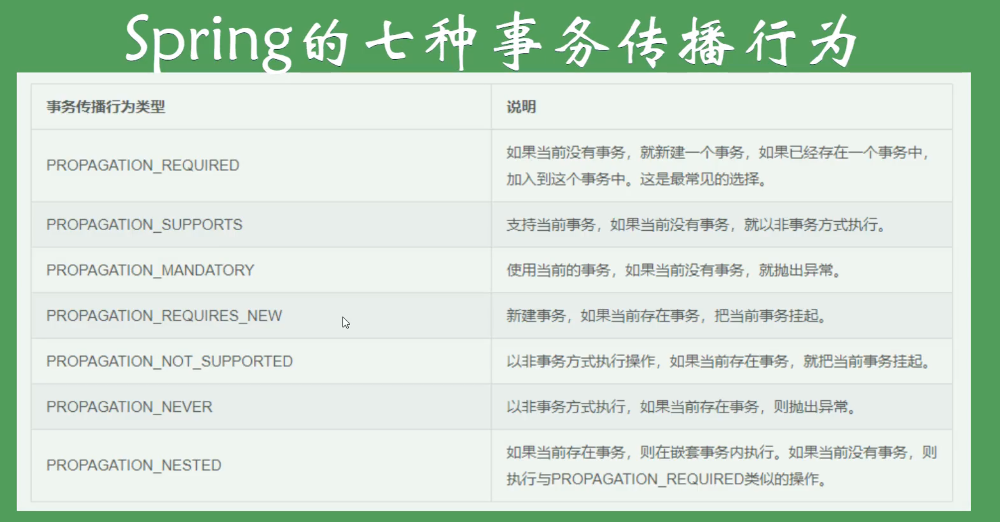 Spring的七种事务传播行为
事务传播行为类型
说明
PROPAGATION_REQUIRED
如果当前没有事务，就新建一个事务，如果已经存在一个事务中，
加入到这个事务中。这是最常见的选择。
PROPAGATION_SUPPORTS
支持当前事务，如果当前没有事务，就以非事务方式执行。
PROPAGATION_MANDATORY
使用当前的事务，如果当前没有事务，就抛出异常。
PROPAGATION_REQUIRES_NEW
新建事务，如果当前存在事务，把当前事务挂起。
PROPAGATION_NOT_SUPPORTED
以非事务方式执行操作，如果当前存在事务，就把当前事务挂起。
PROPAGATION_NEVER
以非事务方式执行，如果当前存在事务，则抛出异常。
PROPAGATION_NESTED
如果当前存在事务，则在嵌套事务内执行。如果当前没有事务，则
执行与PROPAGATION_REQUIRED类似的操作。